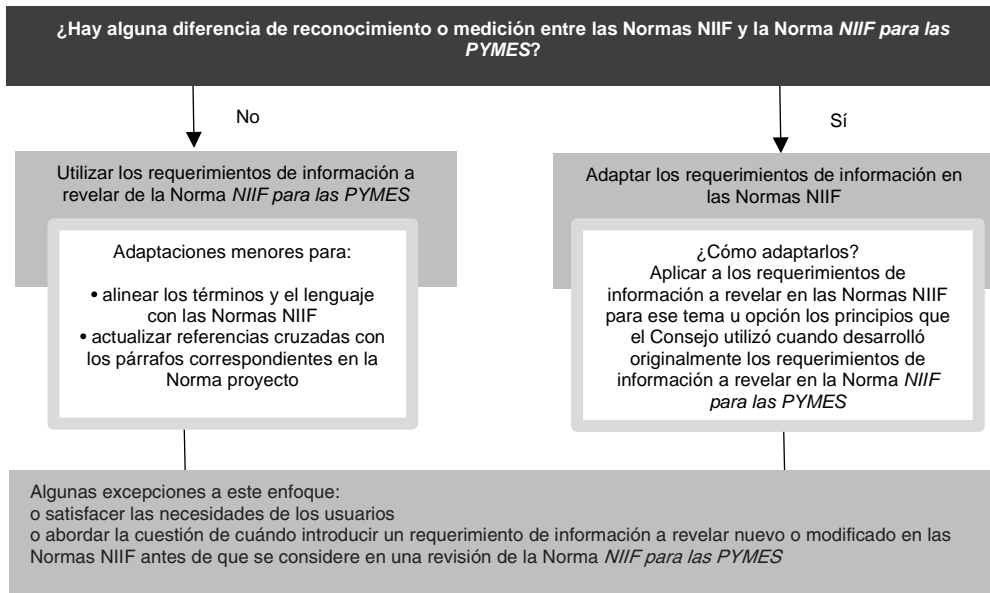 ¿Hay alguna diferencia de reconocimiento o medición entre las Normas NIIF y la Norma NIIF para las
PYMES?
No
Sí
Utilizar los requerimientos de información a
revelar de la Norma NIIF para las PYMES
Adaptaciones menores para:
• alinear los términos y el lenguaje
con las Normas NIIF
• actualizar referencias cruzadas con
los párrafos correspondientes en la
Norma proyecto
Adaptar los requerimientos de información en
las Normas NIIF
¿Cómo adaptarlos?
Aplicar a los requerimientos de
información a revelar en las Normas NIIF
para ese tema u opción los principios que
el Consejo utilizó cuando desarrolló
originalmente los requerimientos de
información a revelar en la Norma NIIF
para las PYMES
Algunas excepciones a este enfoque:
o satisfacer las necesidades de los usuarios
o abordar la cuestión de cuándo introducir un requerimiento de información a revelar nuevo o modificado en las
Normas NIIF antes de que se considere en una revisión de la Norma NIIF para las PYMES